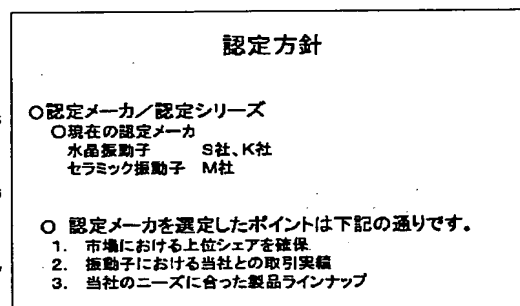 認定方針
○認定メーカ／認定シリーズ
○現在の認定メーカ
水晶振動子 S社、K社
セラミック振動子 M社
○ 認定メーカを選定したポイントは下記の通りです。
1. 市場における上位シェアを確保
2. 振動子における当社との取引実績
3. 当社のニーズに合った製品ラインナップ